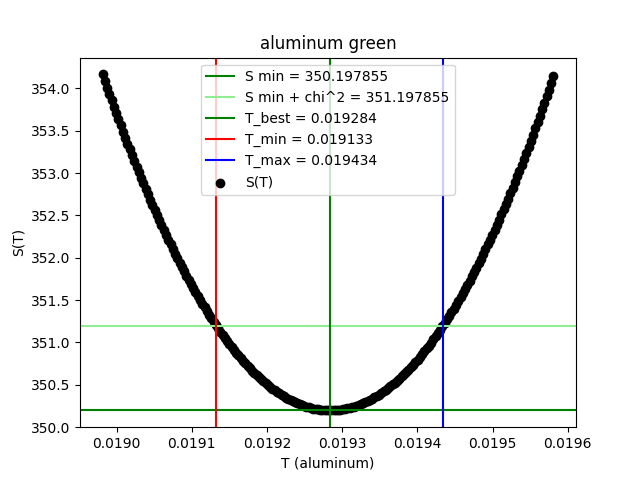 aluminum green
S min = 350.197855
S min + chi^2 = 351.197855
T_best = 0.019284
T_min = 0.019133
T_max = 0.019434
S(T)
354.0
353.5
353.0
352.5
352.0
351.5
351.0
350.5
350.0
S(T)
0.0190 0.0191 0.0192 0.0193 0.0194 0.0195 0.0196
T (aluminum)